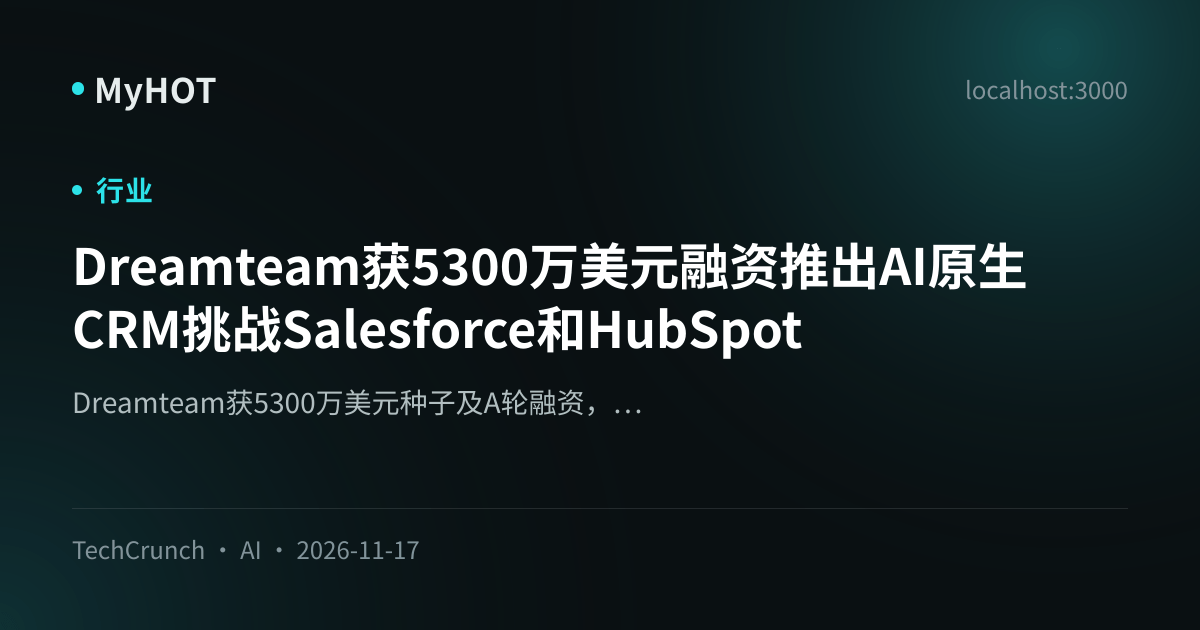 MyHOT
localhost:3000
行业
Dreamteam获5300万美元融资推出AI原生
CRM挑战Salesforce和HubSpot
Dreamteam获5300万美元种子及A轮融资，…
TechCrunch · AI · 2026-11-17